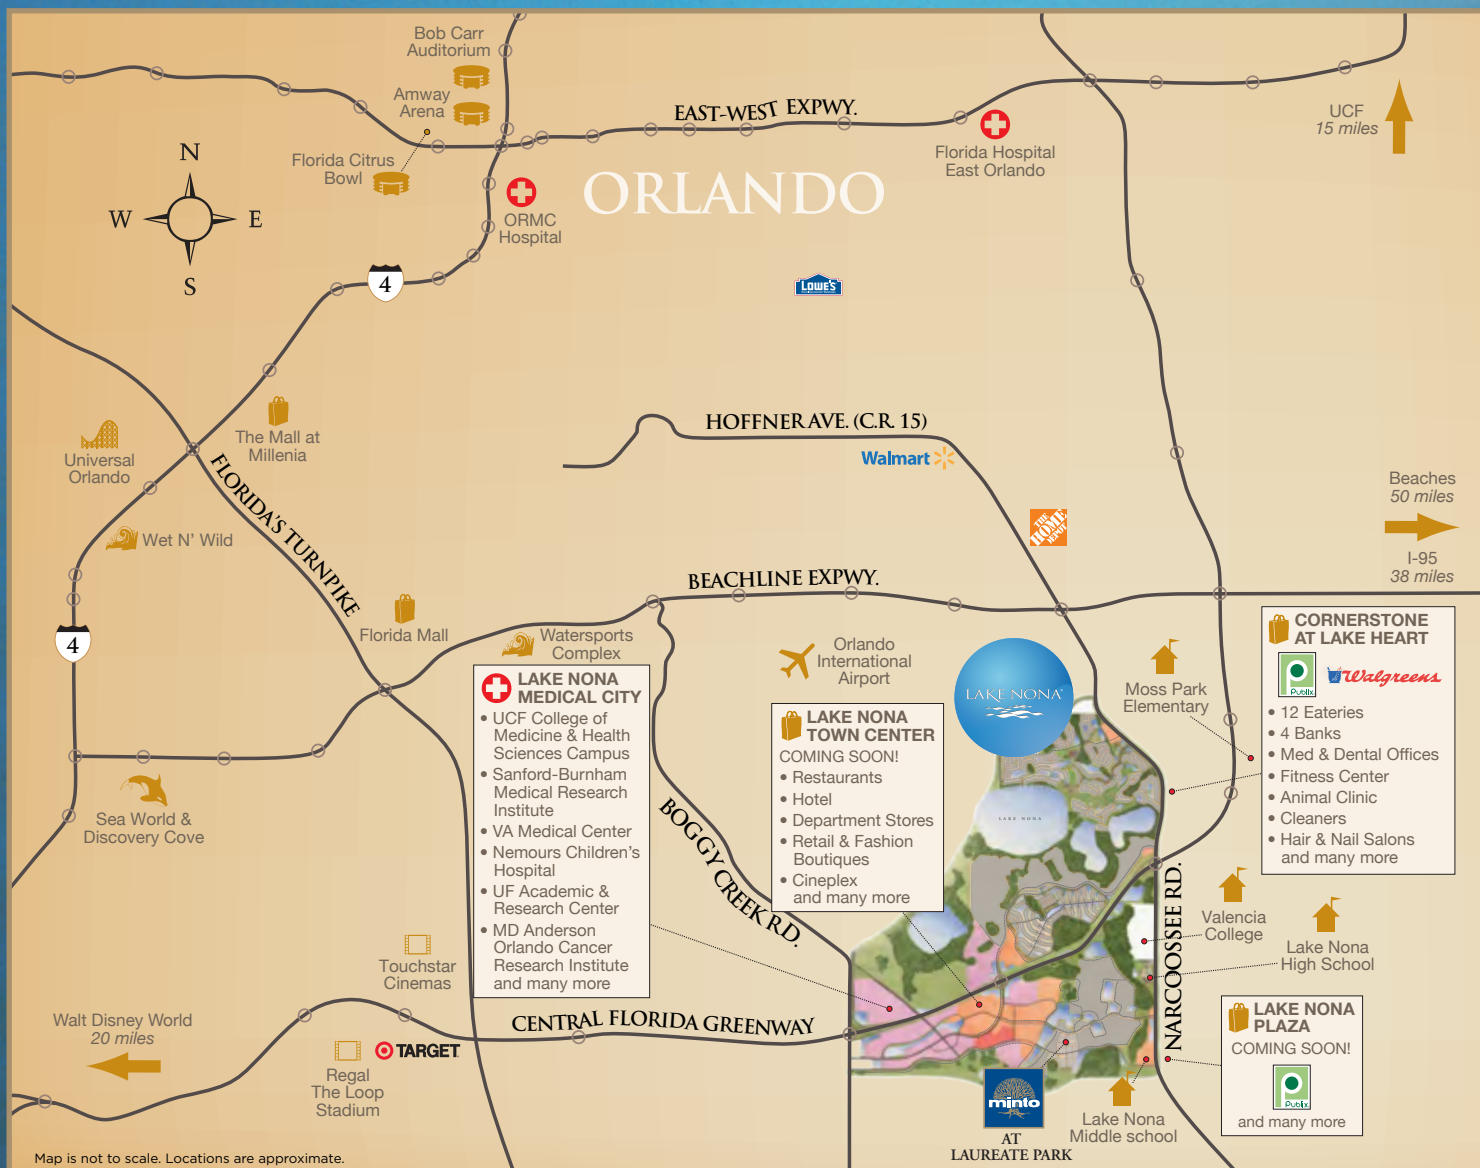 Bob Carr
Auditorium
Amway
Arena
Florida Citrus
Bowl
N
W
E
S
EAST-WEST EXPWY.
UCF
15 miles
Florida Hospital
East Orlando
ORLANDO
ORMC
Hospital
4
LOWE'S
HOFFNER AVE. (C.R. 15)
Walmart
The Mall at
Millenia
Universal
Orlando
FLORIDA'S TURNPIKE
Wet N' Wild
THE
HOME
DEPOT
Beaches
50 miles
I-95
38 miles
BEACHLINE EXPWY.
4
Florida Mall
Watersports
Complex
Orlando
International
Airport
LAKE NONA
Moss Park
Elementary
CORNERSTONE
AT LAKE HEART
Publix
Walgreens
• 12 Eateries
• 4 Banks
• Med & Dental Offices
• Fitness Center
• Animal Clinic
• Cleaners
• Hair & Nail Salons
and many more
LAKE NONA
MEDICAL CITY
• UCF College of
Medicine & Health
Sciences Campus
• Sanford-Burnham
Medical Research
Institute
• VA Medical Center
• Nemours Children's
Hospital
• UF Academic &
Research Center
• MD Anderson
Orlando Cancer
Research Institute
and many more
LAKE NONA
TOWN CENTER
COMING SOON!
• Restaurants
• Hotel
• Department Stores
• Retail & Fashion
Boutiques
• Cineplex
and many more
LAKE NONA
Sea World &
Discovery Cove
BOGGY CREEK RD.
NARCOOSSEE RD.
Valencia
College
Lake Nona
High School
Touchstar
Cinemas
CENTRAL FLORIDA GREENWAY
Walt Disney World
20 miles
TARGET
Regal
The Loop
Stadium
LAKE NONA
PLAZA
COMING SOON!
Publix
and many more
minto
AT
LAUREATE PARK
Lake Nona
Middle school
Map is not to scale. Locations are approximate.